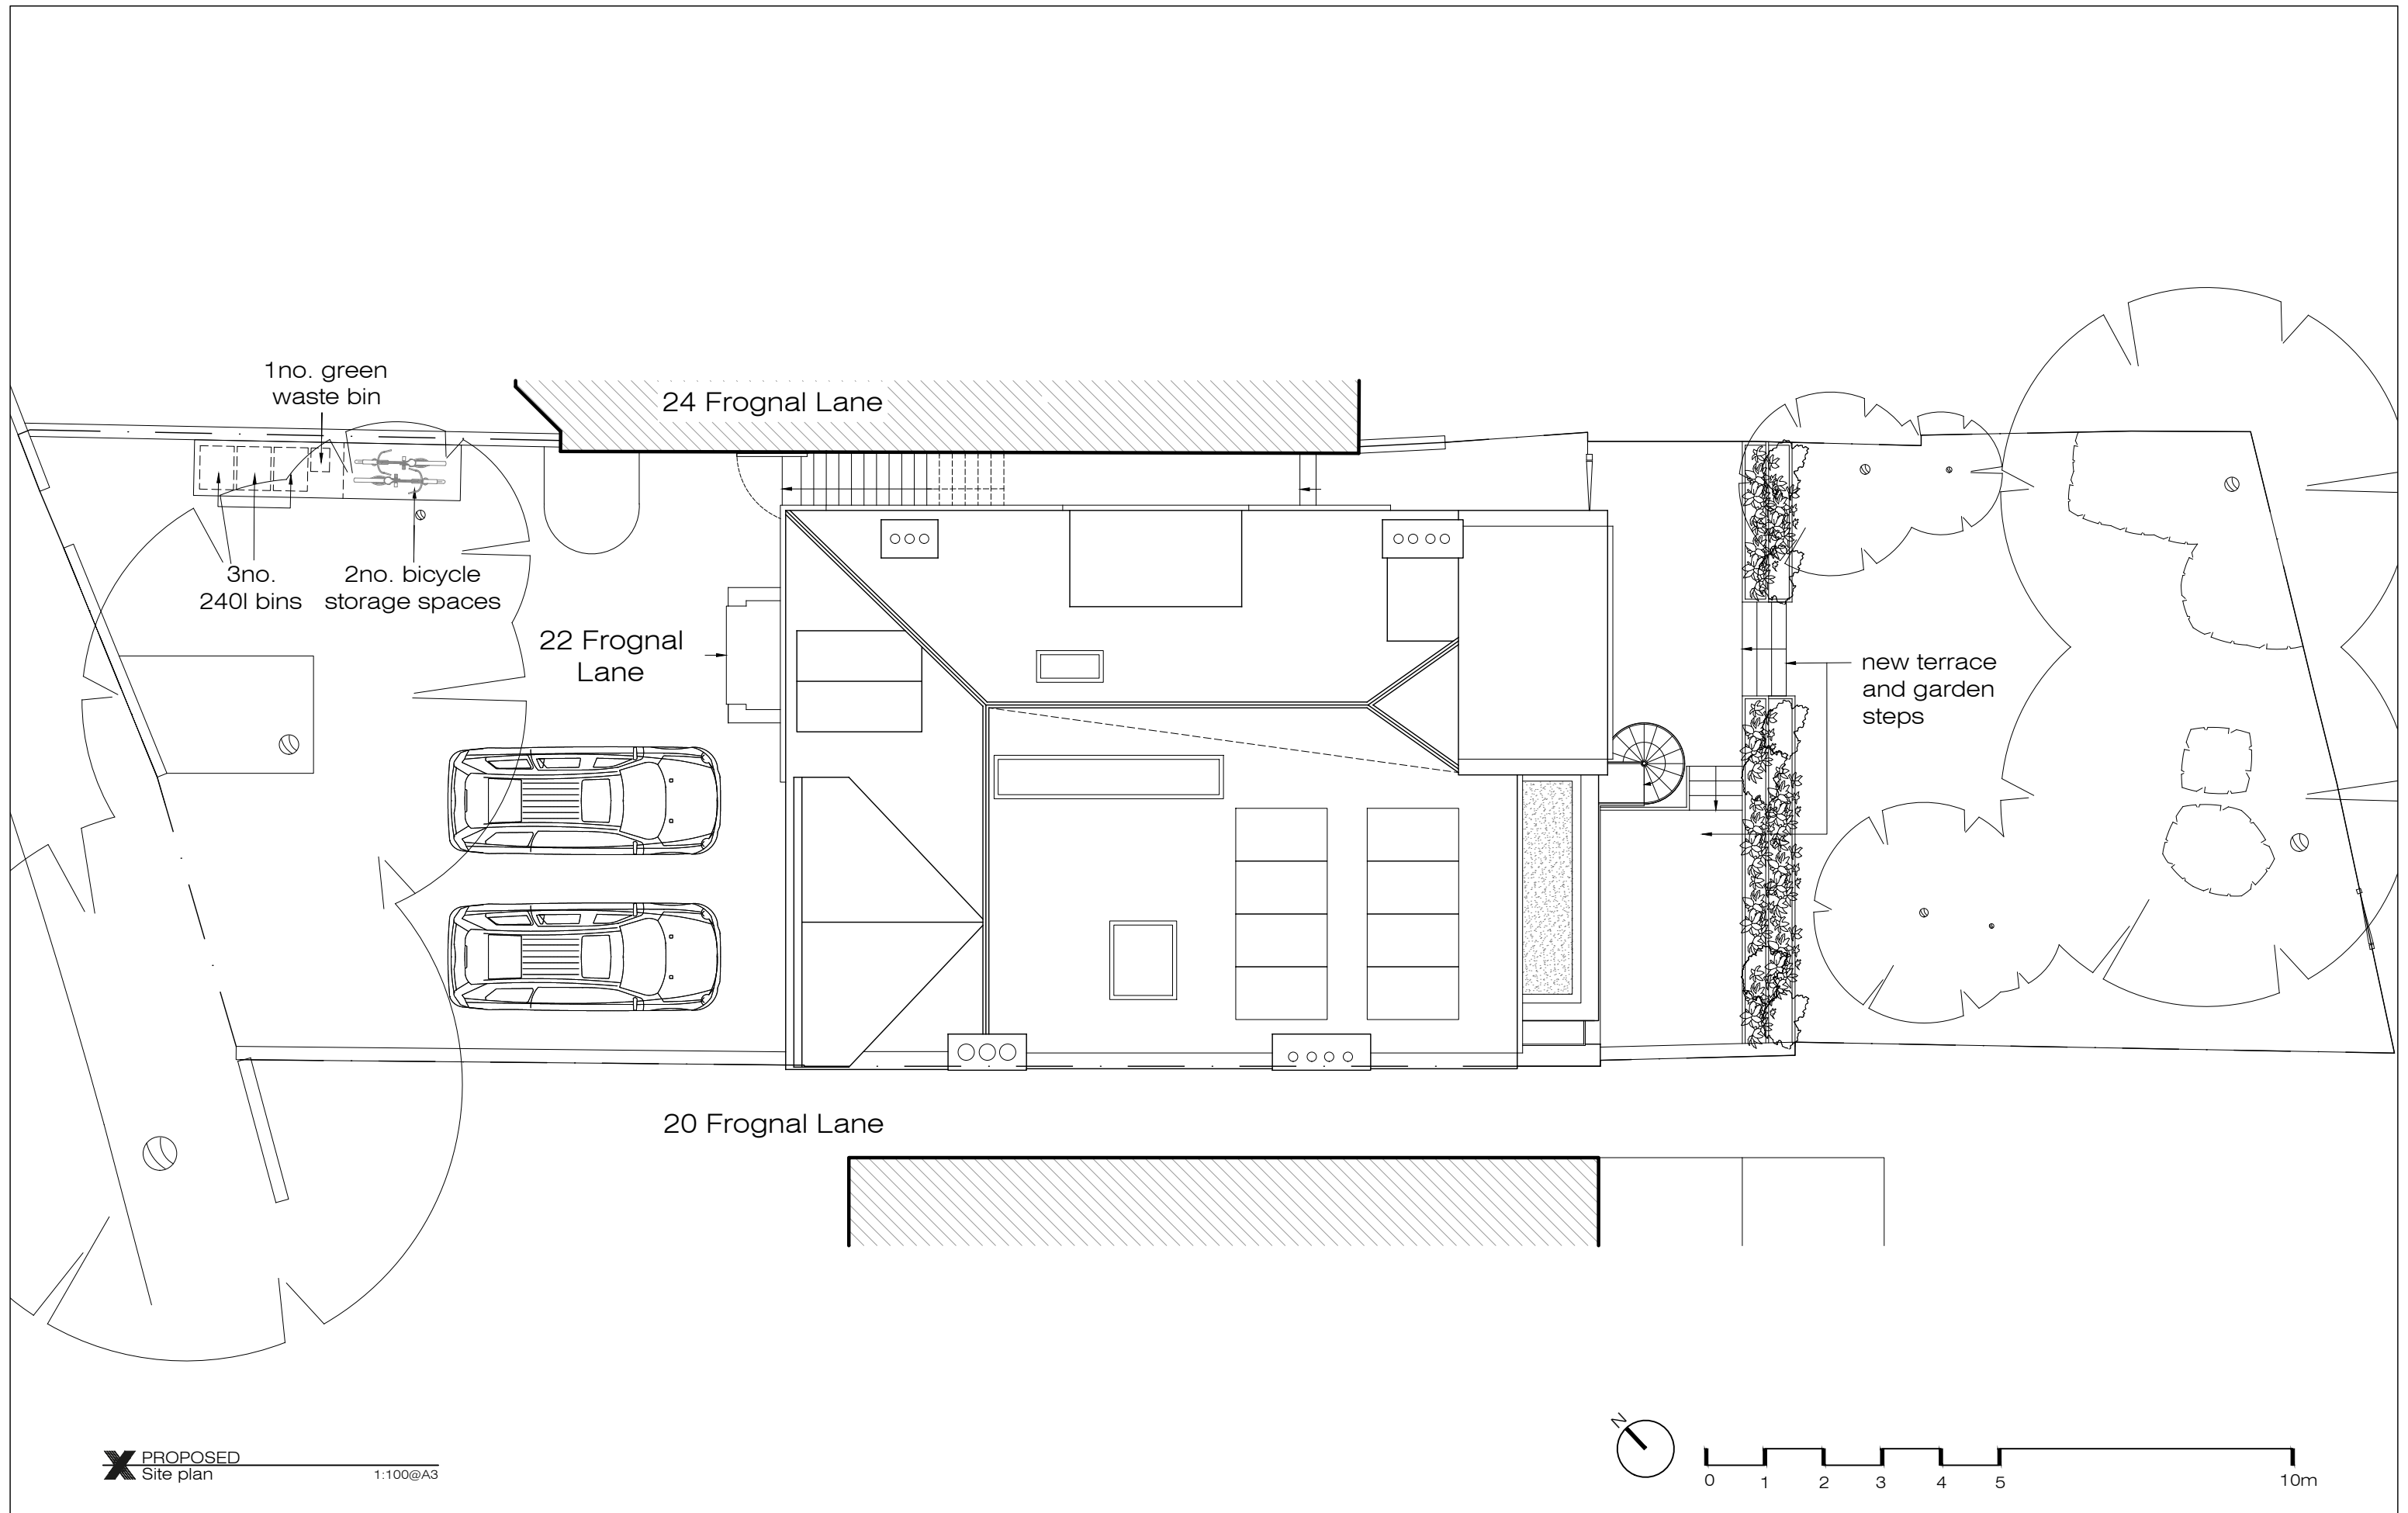 1no. green
waste bin
24 Frognal Lane
3no.
240l bins
2no. bicycle
storage spaces
22 Frognal
Lane
new terrace
and garden
steps
20 Frognal Lane
N
0 1 2 3 4 5 10m
PROPOSED
Site plan 1:100@A3